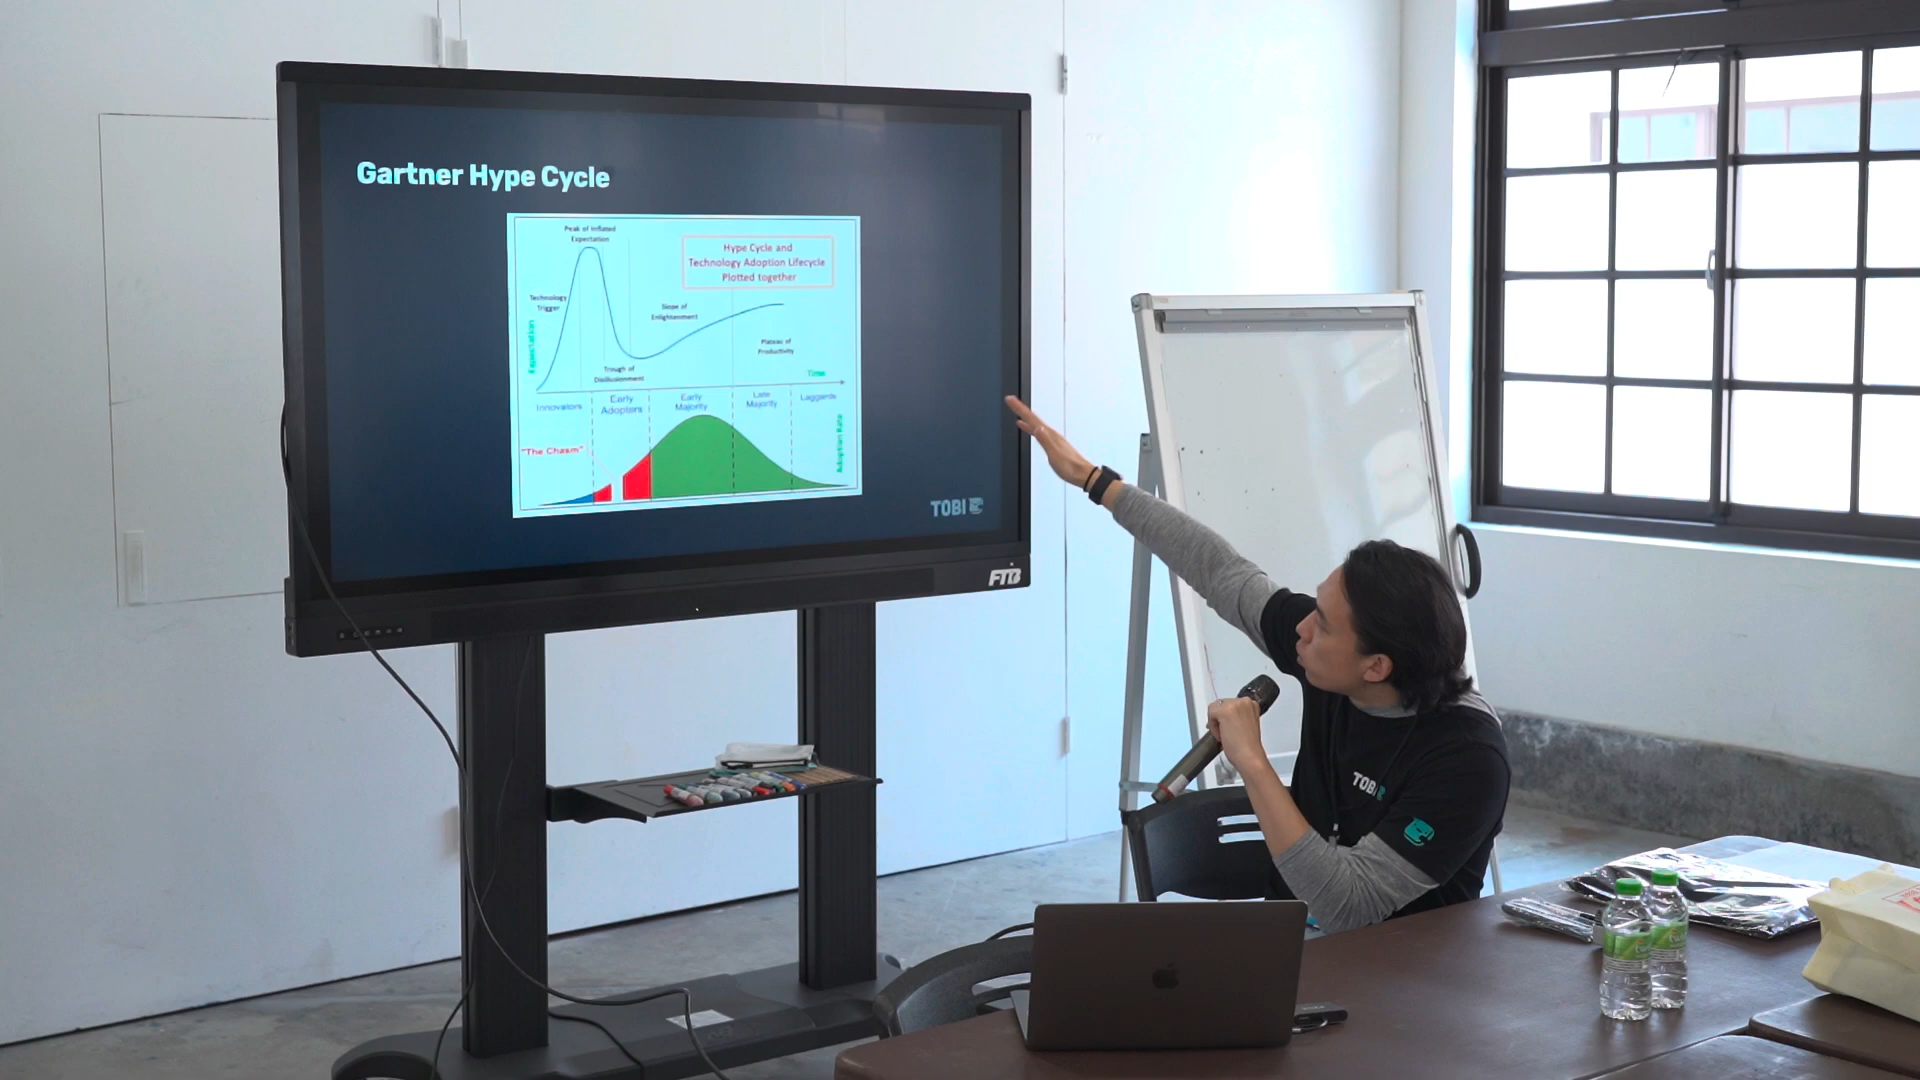 Gartner Hype Cycle
Peak of Inflated
Expectation
Hype Cycle and
Technology Adoption Lifecycle
Plotted together
Technology
Trigger
Expectation
Slope of
Enlightenment
Plateau of
Productivity
Trough of
Disillusionment
Time
Innovators
Early
Adopters
Early
Majority
Late
Majority
Laggards
"The Chasm"
Adoption Rate
TOBI
FTB
TOBI